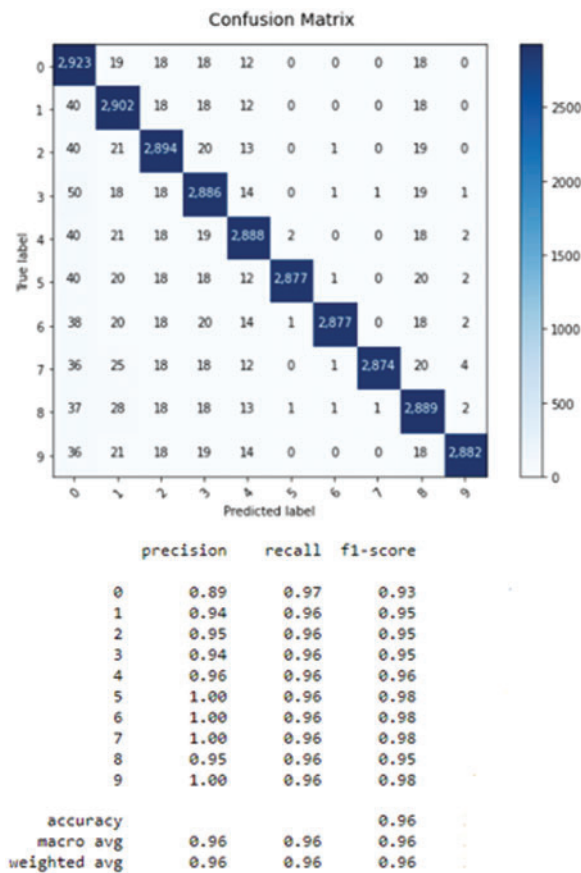 Confusion Matrix
0 2,923 19 18 18 12 0 0 0 18 0
1 40 2,902 18 18 12 0 0 0 18 0
2 40 21 2,894 20 13 0 1 0 19 0
3 50 18 18 2,886 14 0 1 1 19 1
4 40 21 18 19 2,888 2 0 0 18 2
5 40 20 18 18 12 2,877 1 0 20 2
6 38 20 18 20 14 1 2,877 0 18 2
7 36 25 18 18 12 0 1 2,874 20 4
8 37 28 18 18 13 1 1 1 2,889 2
9 36 21 18 19 14 0 0 0 18 2,882
True label
0 1 2 3 4 5 6 7 8 9
Predicted label
2500
2000
1500
1000
500
0
precision recall f1-score
0 0.89 0.97 0.93
1 0.94 0.96 0.95
2 0.95 0.96 0.95
3 0.94 0.96 0.95
4 0.96 0.96 0.96
5 1.00 0.96 0.98
6 1.00 0.96 0.98
7 1.00 0.96 0.98
8 0.95 0.96 0.95
9 1.00 0.96 0.98
accuracy 0.96
macro avg 0.96 0.96 0.96
weighted avg 0.96 0.96 0.96